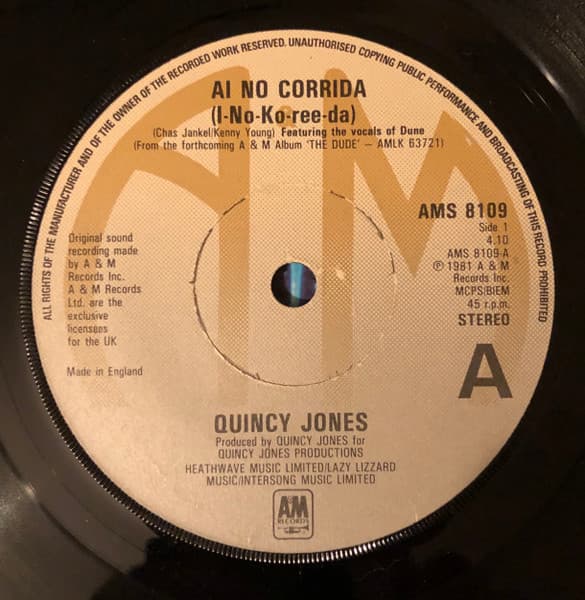 ALL RIGHTS OF THE MANUFACTURER AND OF THE OWNER OF THE RECORDED WORK RESERVED. UNAUTHORISED COPYING PUBLIC PERFORMANCE AND BROADCASTING OF THIS RECORD PROHIBITED
AI NO CORRIDA
(I-No-Ko-ree-da)
(Chas Jankel/Kenny Young) Featuring the vocals of Dune
(From the forthcoming A & M Album 'THE DUDE' – AMLK 63721)
AMS 8109
Side 1
4.10
AMS 8109-A
℗ 1981 A & M
Records Inc.
MCPS/BIEM
45 r.p.m.
STEREO
A
Original sound
recording made
by A & M
Records Inc.
A & M Records
Ltd. are the
exclusive
licensees
for the UK
Made in England
QUINCY JONES
Produced by QUINCY JONES for
QUINCY JONES PRODUCTIONS
HEATHWAVE MUSIC LIMITED/LAZY LIZZARD
MUSIC/INTERSONG MUSIC LIMITED
AM
RECORDS